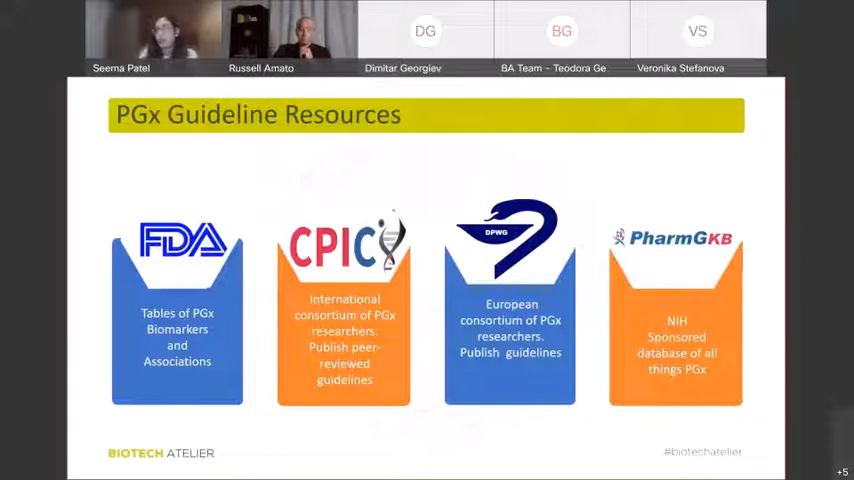 DG
BG
VS
Seema Patel
Russell Amato
Dimitar Georgiev
BA Team - Teodora Ge
Veronika Stefanova
PGx Guideline Resources
FDA
Tables of PGx
Biomarkers
and
Associations
CPIC
International
consortium of PGx
researchers.
Publish peer-
reviewed
guidelines
DPWG
European
consortium of PGx
researchers.
Publish guidelines
PharmGKB
NIH
Sponsored
database of all
things PGx
BIOTECH ATELIER
#biotechatelier
+5